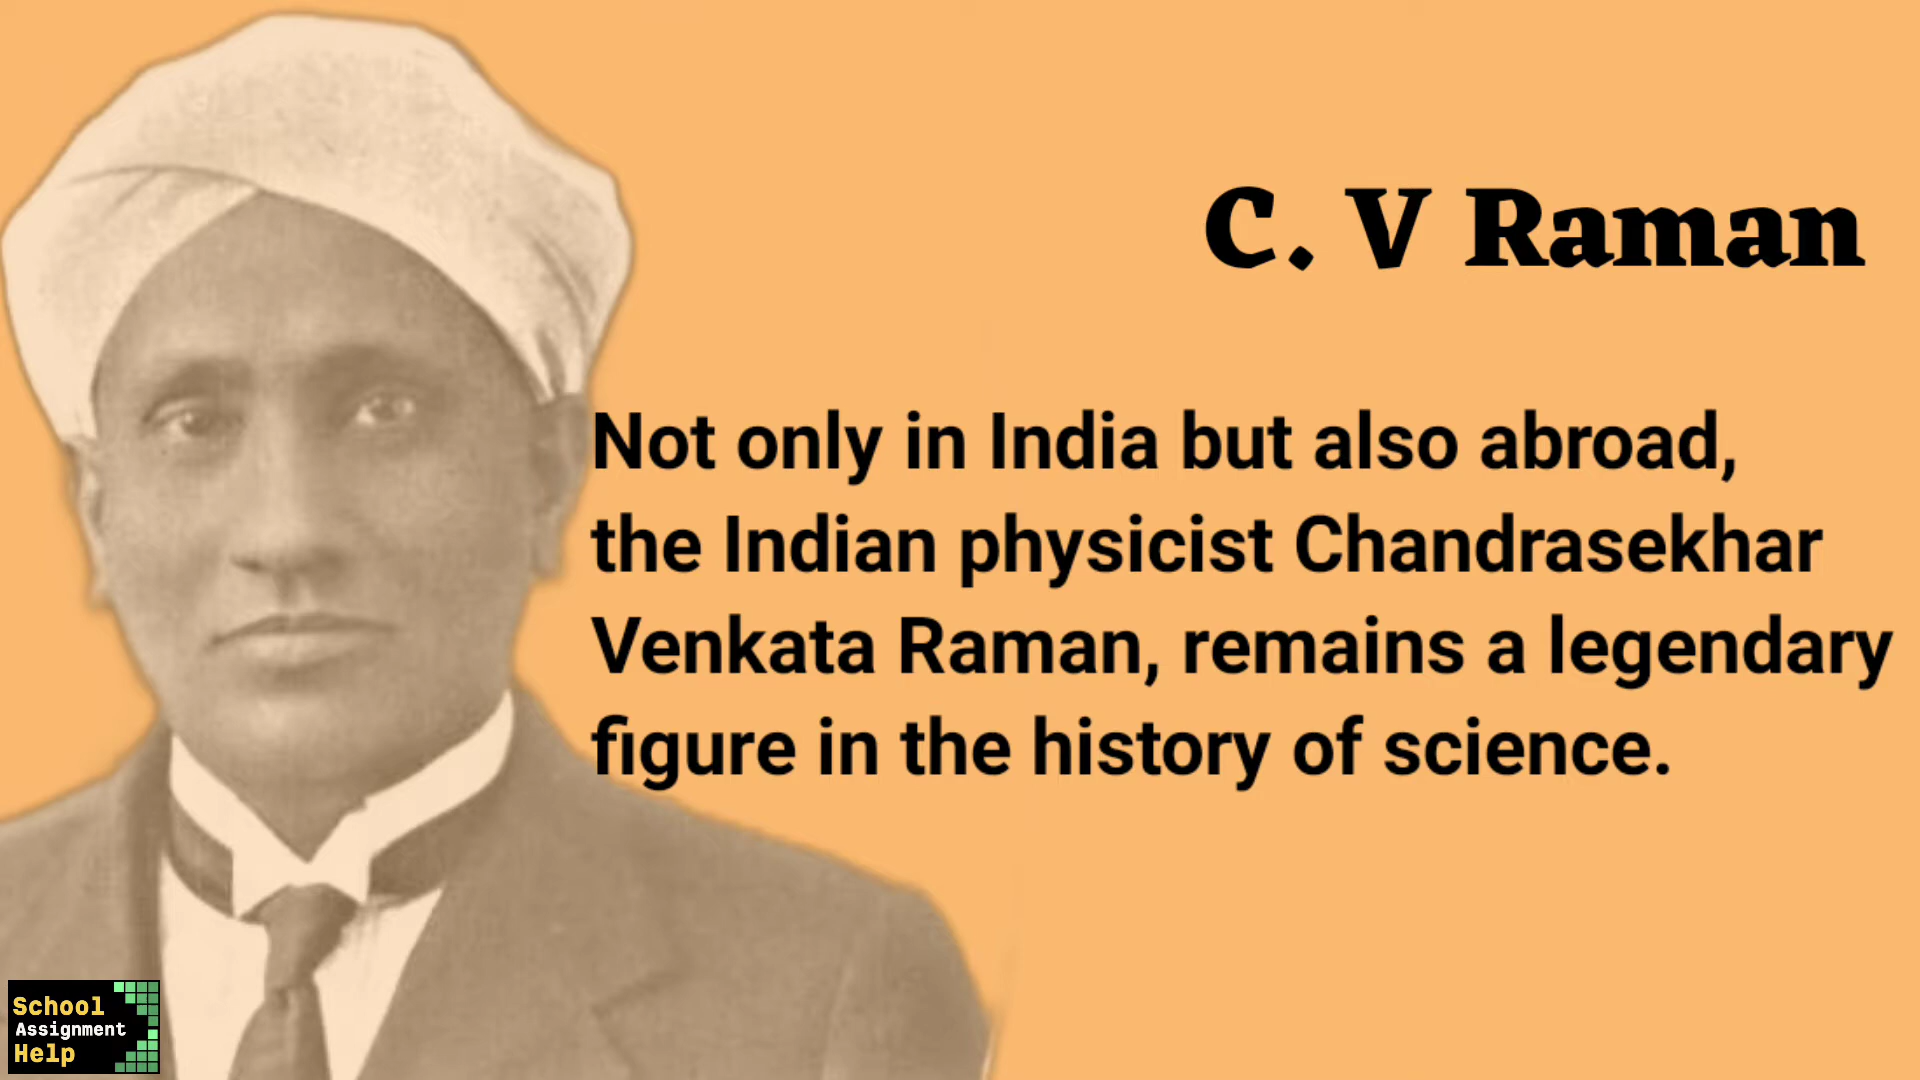 C. V Raman
Not only in India but also abroad,
the Indian physicist Chandrasekhar
Venkata Raman, remains a legendary
figure in the history of science.
School
Assignment
Help